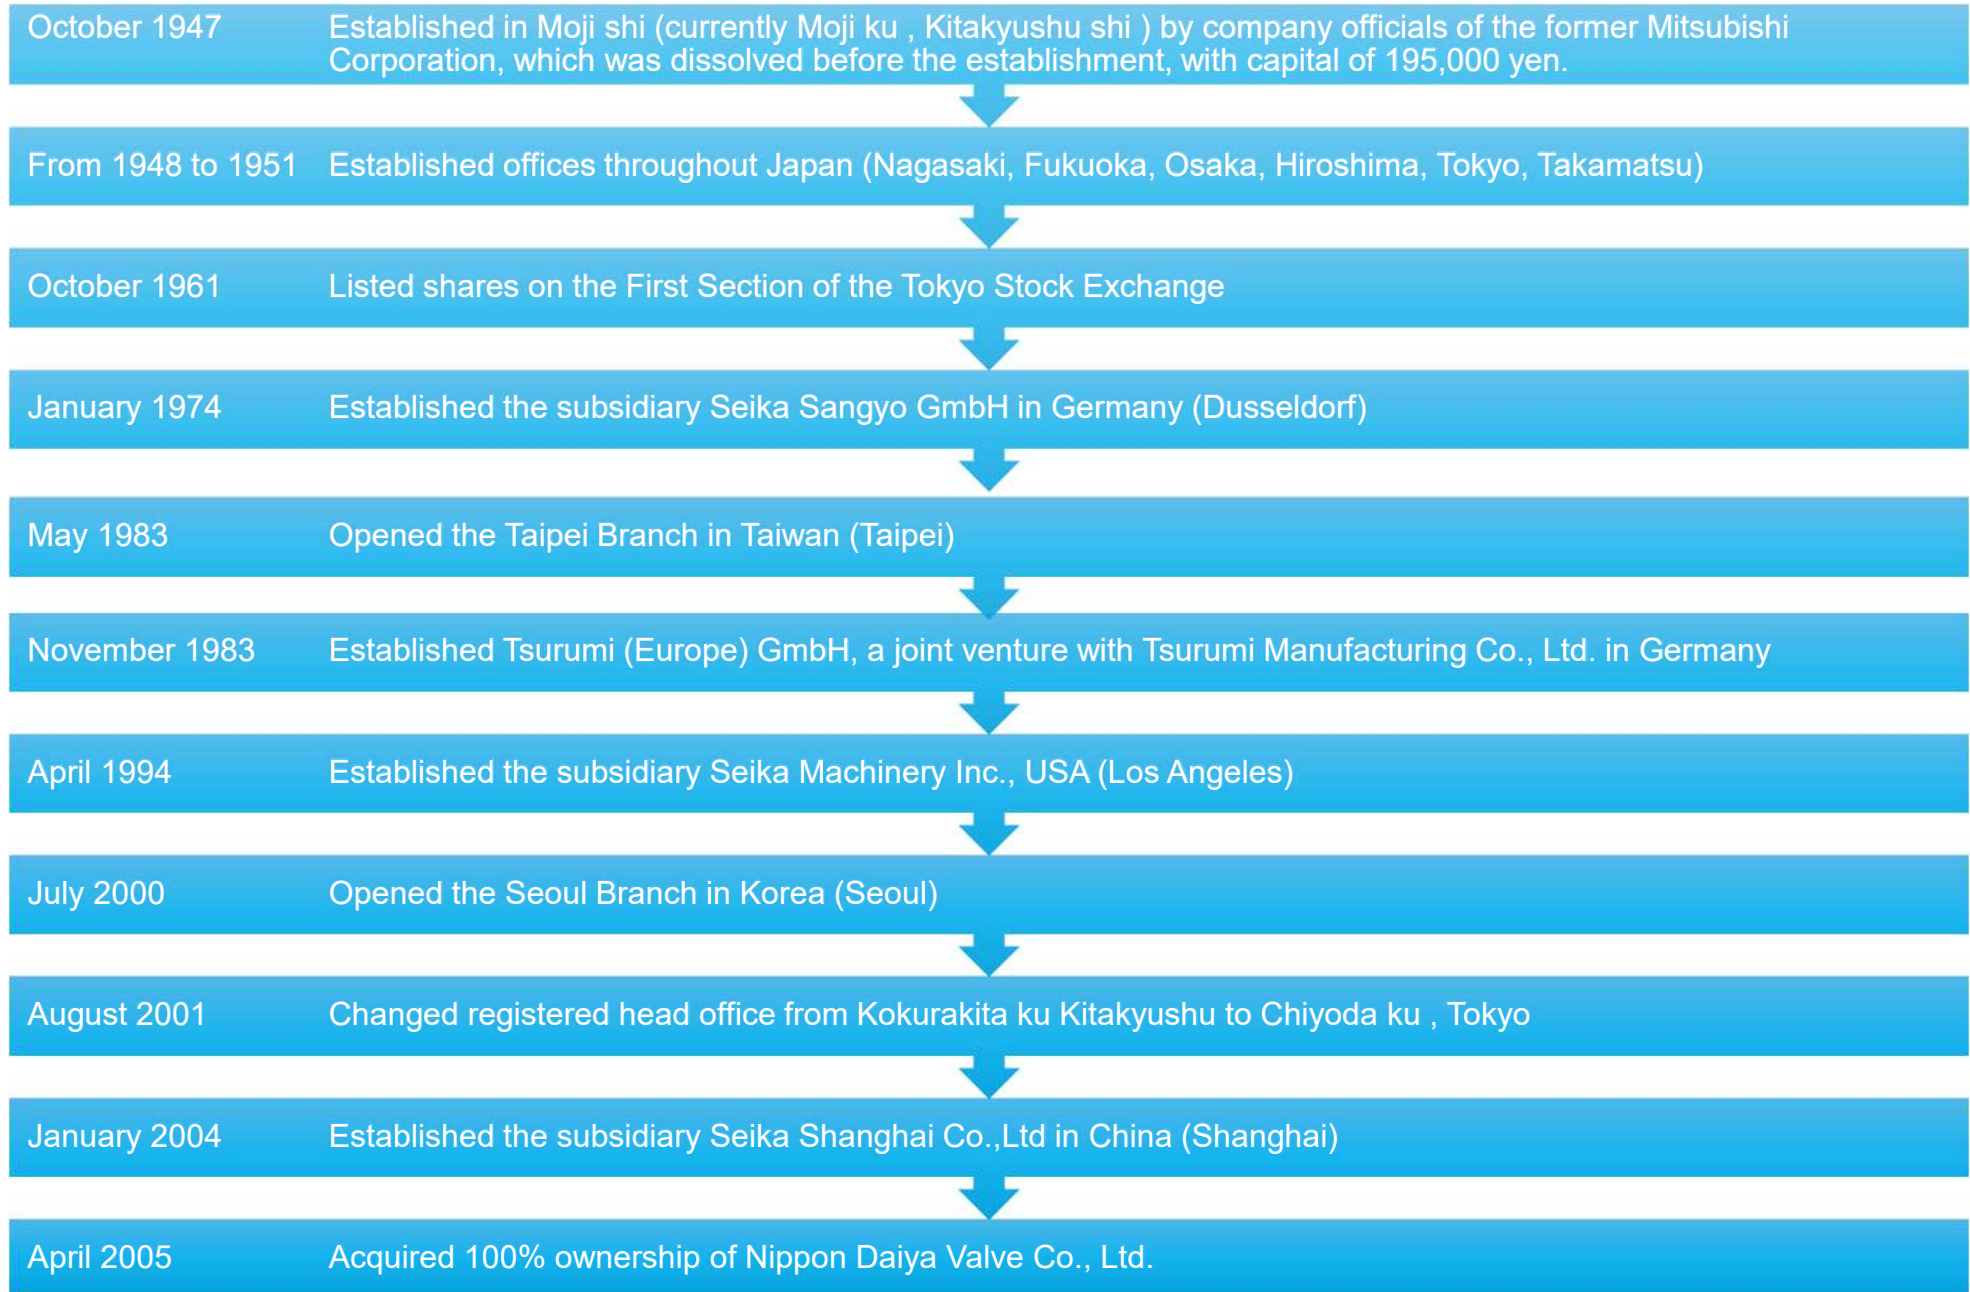 October 1947 Established in Moji shi (currently Moji ku , Kitakyushu shi ) by company officials of the former Mitsubishi
Corporation, which was dissolved before the establishment, with capital of 195,000 yen.
From 1948 to 1951 Established offices throughout Japan (Nagasaki, Fukuoka, Osaka, Hiroshima, Tokyo, Takamatsu)
October 1961 Listed shares on the First Section of the Tokyo Stock Exchange
January 1974 Established the subsidiary Seika Sangyo GmbH in Germany (Dusseldorf)
May 1983 Opened the Taipei Branch in Taiwan (Taipei)
November 1983 Established Tsurumi (Europe) GmbH, a joint venture with Tsurumi Manufacturing Co., Ltd. in Germany
April 1994 Established the subsidiary Seika Machinery Inc., USA (Los Angeles)
July 2000 Opened the Seoul Branch in Korea (Seoul)
August 2001 Changed registered head office from Kokurakita ku Kitakyushu to Chiyoda ku , Tokyo
January 2004 Established the subsidiary Seika Shanghai Co.,Ltd in China (Shanghai)
April 2005 Acquired 100% ownership of Nippon Daiya Valve Co., Ltd.